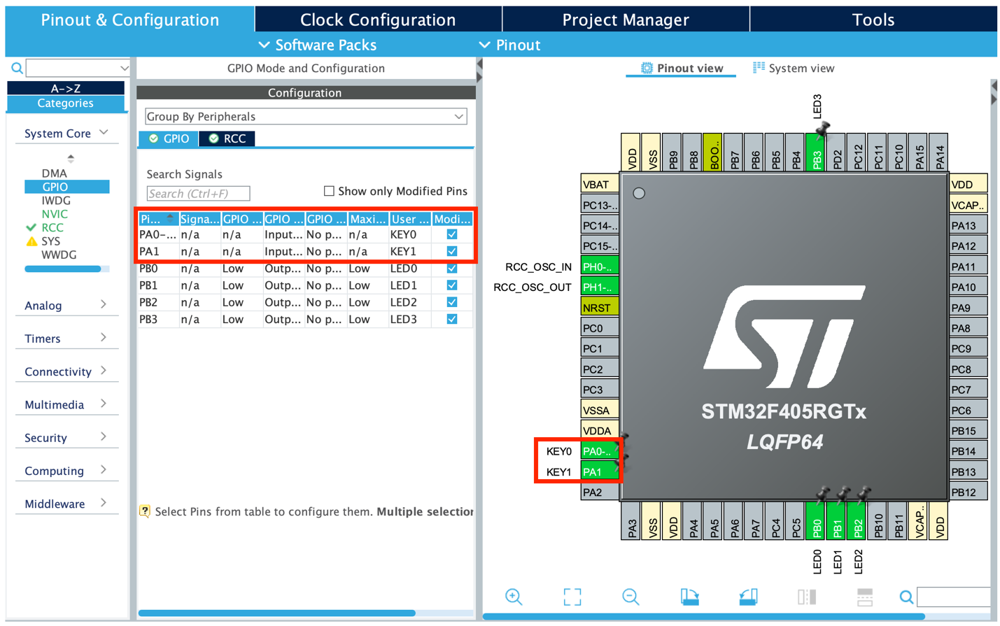 Pinout & Configuration
Clock Configuration
Project Manager
Tools
Software Packs
Pinout
A->Z
Categories
System Core
DMA
GPIO
IWDG
NVIC
RCC
SYS
WWDG
Analog
Timers
Connectivity
Multimedia
Security
Computing
Middleware
GPIO Mode and Configuration
Configuration
Group By Peripherals
GPIO
RCC
Search Signals
Search (Ctrl+F)
Show only Modified Pins
Pi... Signa... GPIO ... GPIO ... GPIO ... Maxi... User ... Modi...
PA0-... n/a n/a Input... No p... n/a KEY0
PA1 n/a n/a Input... No p... n/a KEY1
PB0 n/a Low Outp... No p... Low LED0
PB1 n/a Low Outp... No p... Low LED1
PB2 n/a Low Outp... No p... Low LED2
PB3 n/a Low Outp... No p... Low LED3
Select Pins from table to configure them. Multiple selection
Pinout view
System view
LED3
VDD
VSS
PB9
PB8
BOO..
PB7
PB6
PB5
PB4
PB3
PD2
PC12
PC11
PC10
PA15
PA14
VBAT
PC13-..
PC14-..
PC15-..
RCC_OSC_IN PH0-..
RCC_OSC_OUT PH1-..
NRST
PC0
PC1
PC2
PC3
VSSA
VDDA
KEY0 PA0-..
KEY1 PA1
PA2
STM32F405RGTx
LQFP64
VDD
VCAP..
PA13
PA12
PA11
PA10
PA9
PA8
PC9
PC8
PC7
PC6
PB15
PB14
PB13
PB12
PA3
VSS
VDD
PA4
PA5
PA6
PA7
PC4
PC5
PB0
PB1
PB2
PB10
PB11
VCAP..
VDD
LED0
LED1
LED2